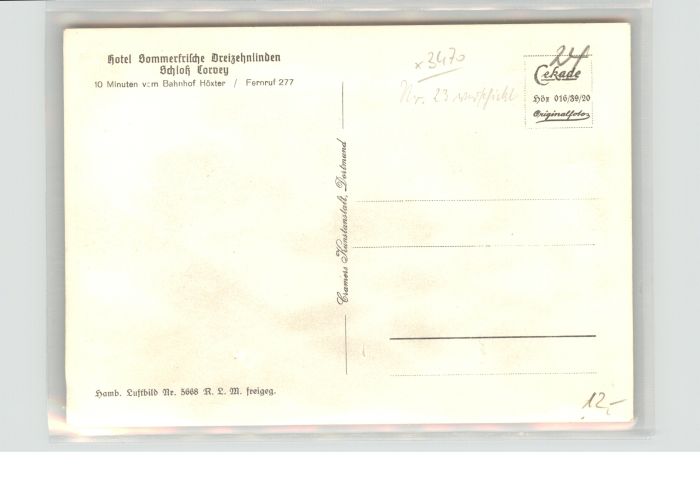 Hotel Sommerfrische Dreizehnlinden
Schloß Corvey
10 Minuten vom Bahnhof Höxter / Fernruf 277
x3470
Nr. 23 verschickt
24
Cekade
Höx 016/39/20
Originalfoto
Cramers Kunstanstalt, Dortmund
Hamb. Luftbild Nr. 5668 R. L. M. freigeg.
12,-